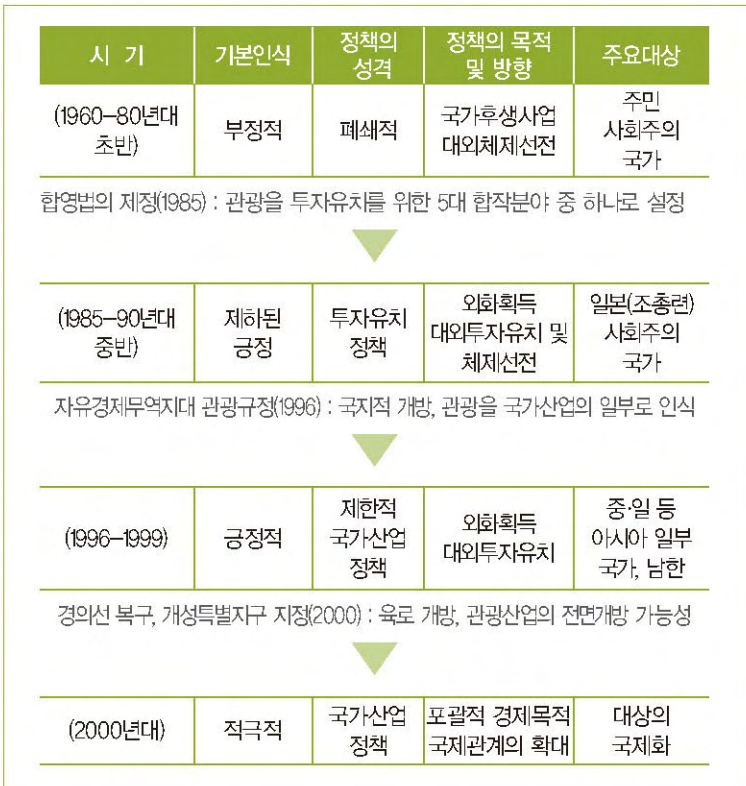 시 기
기본인식
정책의
성격
정책의 목적
및 방향
주요대상
(1960-80년대
초반)
부정적
폐쇄적
국가후생사업
대외체제선전
주민
사회주의
국가
합영법의 제정(1985) : 관광을 투자유치를 위한 5대 합작분야 중 하나로 설정
(1985-90년대
중반)
제하된
긍정
투자유치
정책
외화획득
대외투자유치 및
체제선전
일본(조총련)
사회주의
국가
자유경제무역지대 관광규정(1996) : 국지적 개방, 관광을 국가산업의 일부로 인식
(1996-1999)
긍정적
제한적
국가산업
정책
외화획득
대외투자유치
중·일 등
아시아 일부
국가, 남한
경의선 복구, 개성특별지구 지정(2000) : 육로 개방, 관광산업의 전면개방 가능성
(2000년대)
적극적
국가산업
정책
포괄적 경제목적
국제관계의 확대
대상의
국제화